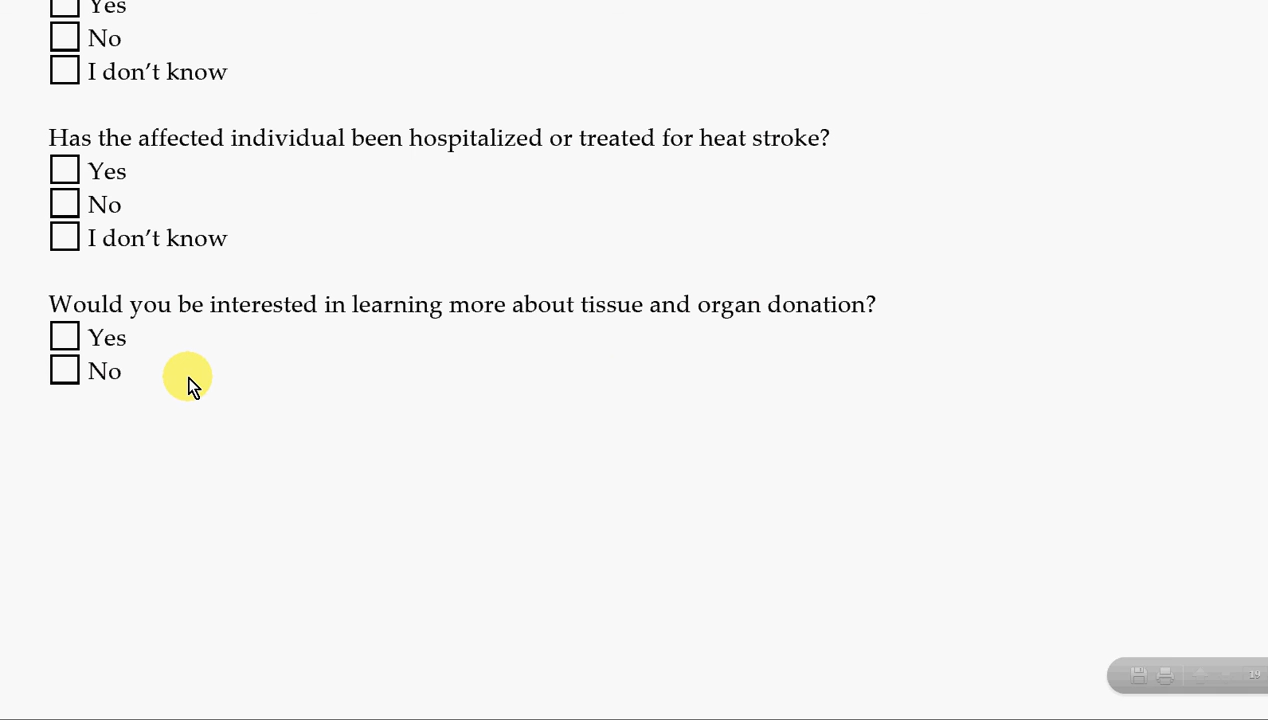 Yes
No
I don’t know
Has the affected individual been hospitalized or treated for heat stroke?
Yes
No
I don’t know
Would you be interested in learning more about tissue and organ donation?
Yes
No